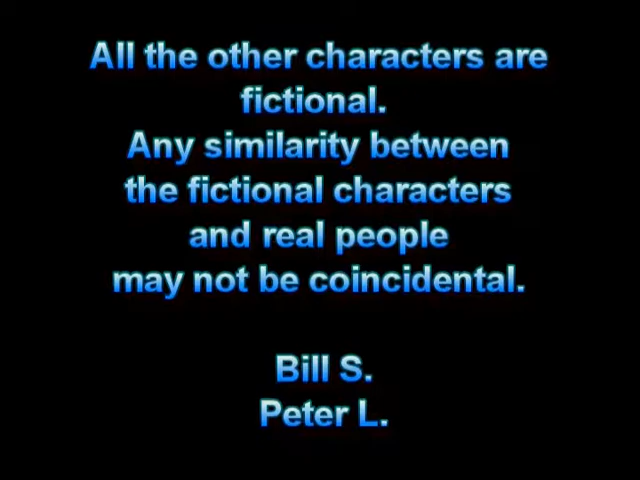 All the other characters are
fictional.
Any similarity between
the fictional characters
and real people
may not be coincidental.
Bill S.
Peter L.